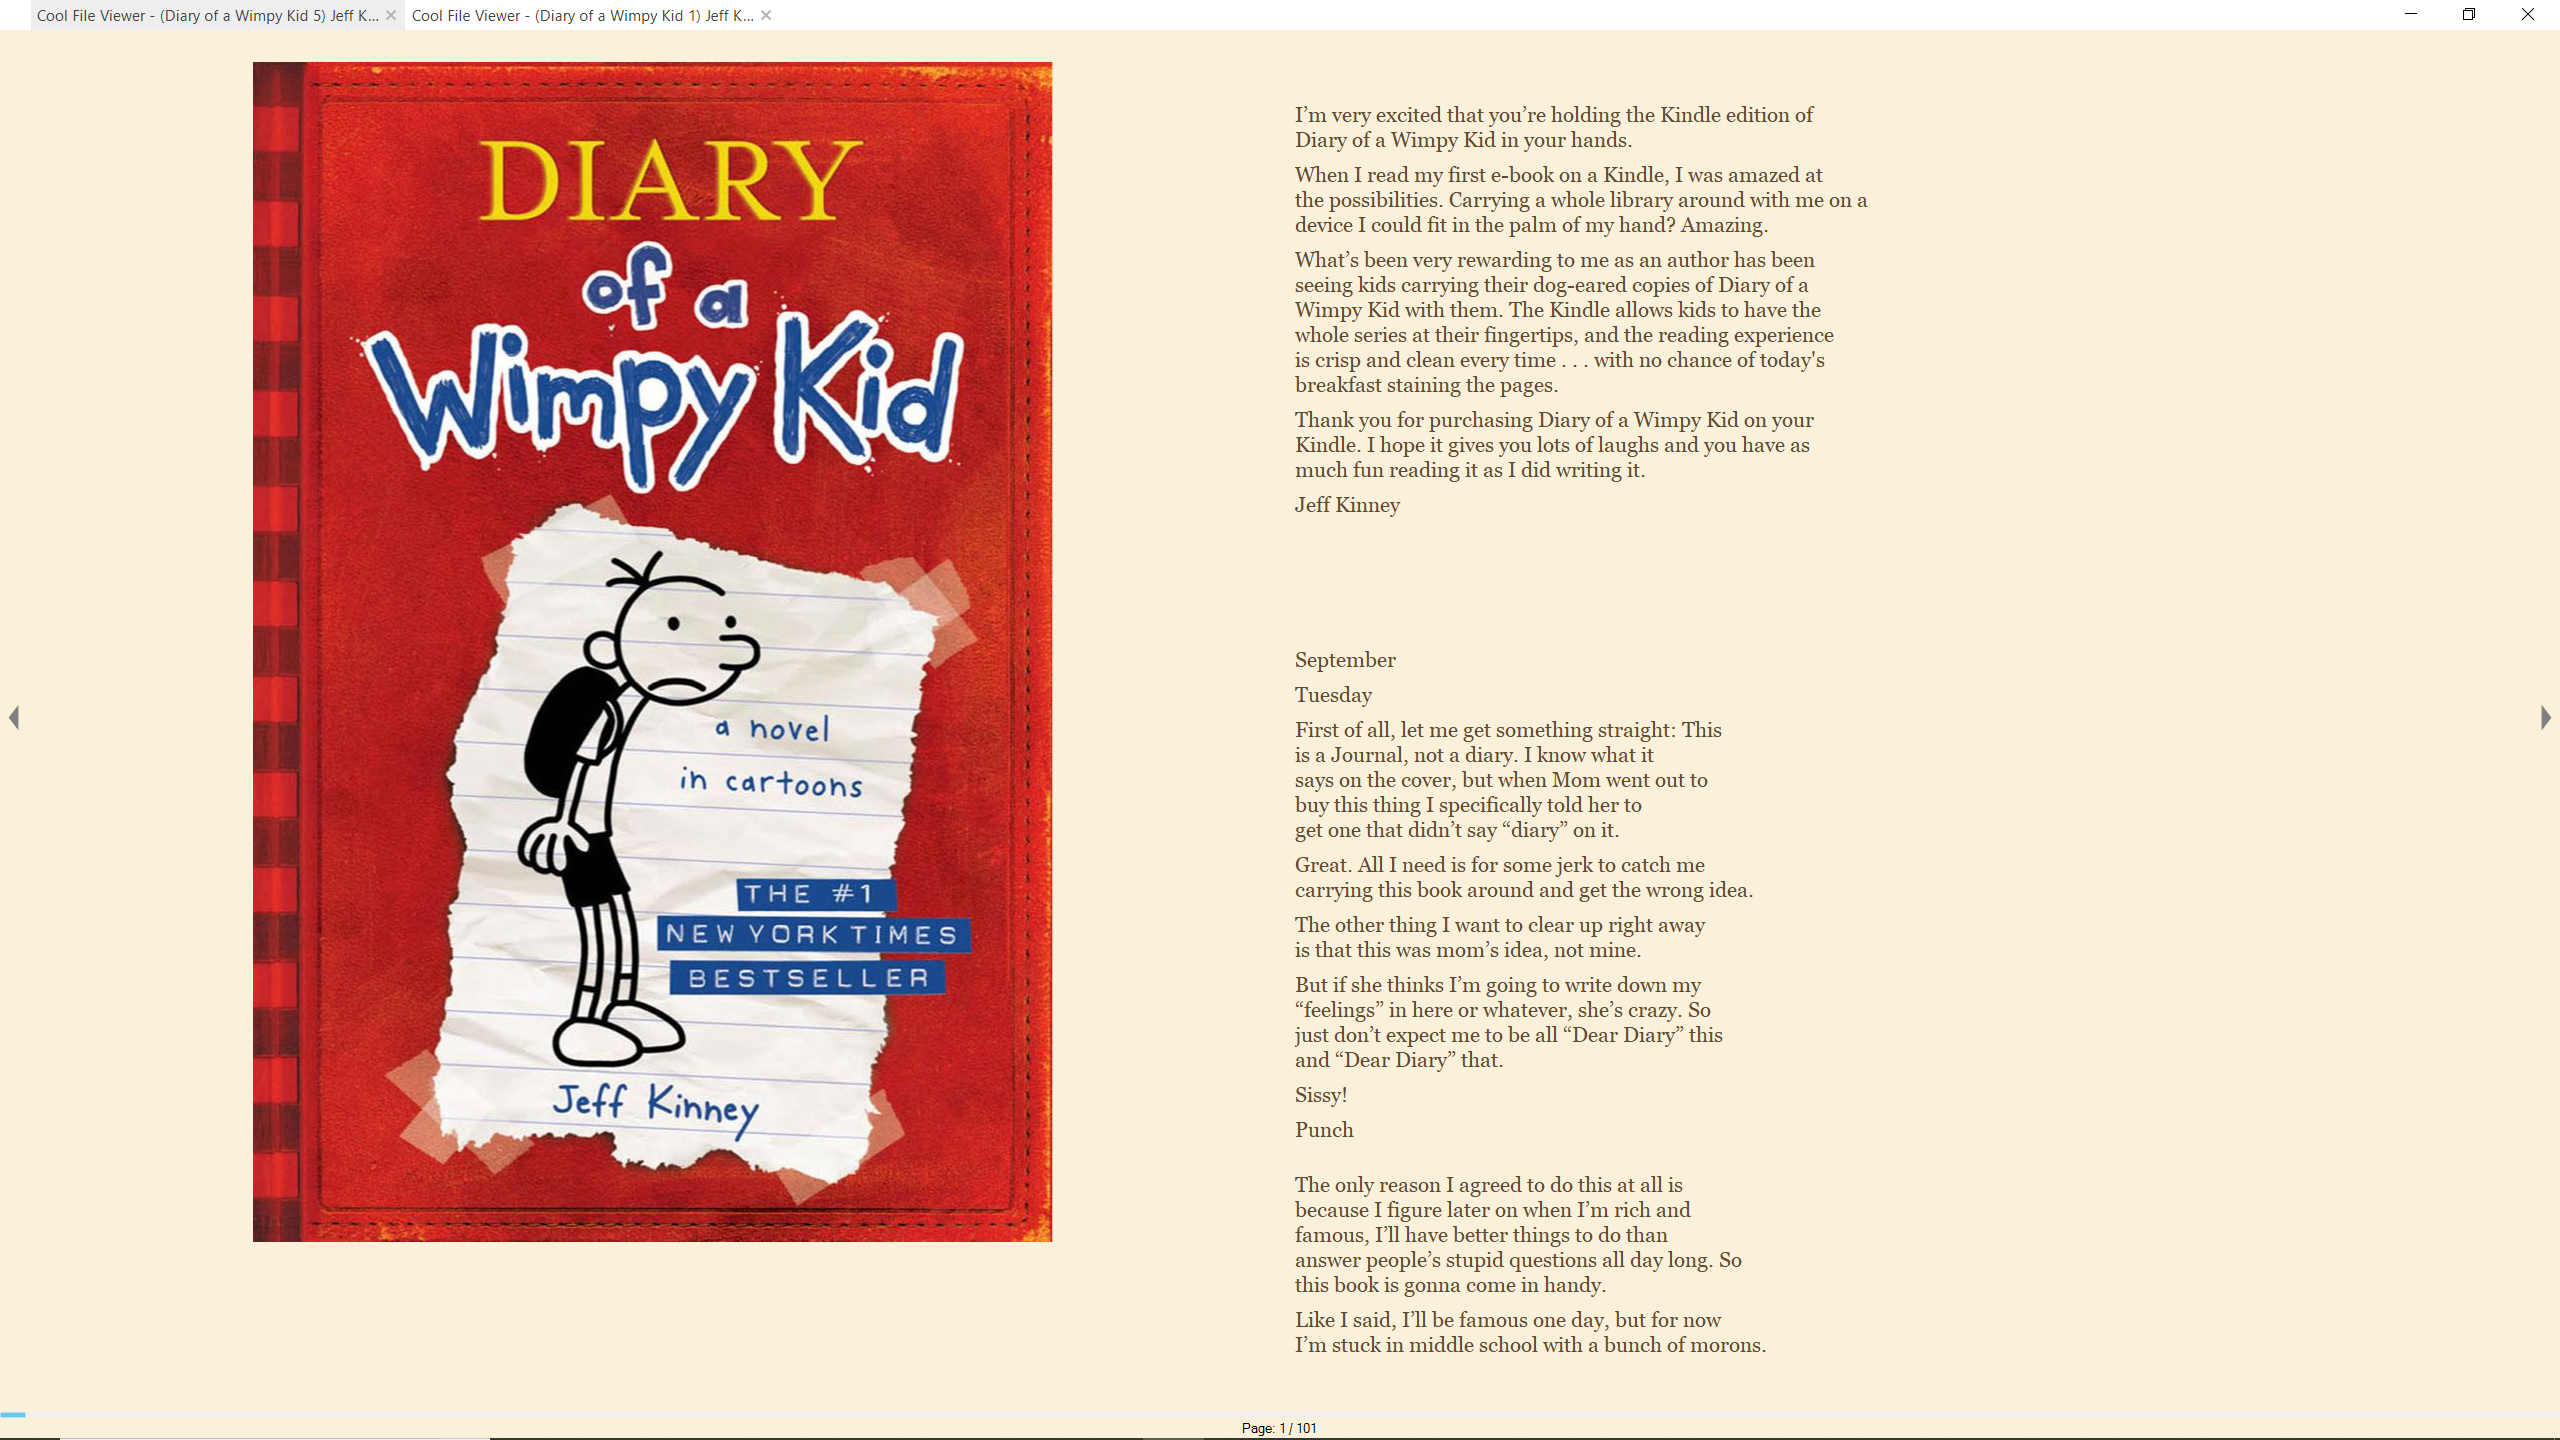 Cool File Viewer - (Diary of a Wimpy Kid 5) Jeff K...
Cool File Viewer - (Diary of a Wimpy Kid 1) Jeff K...
DIARY
of a
Wimpy Kid
a novel
in cartoons
THE #1
NEW YORK TIMES
BESTSELLER
Jeff Kinney
I’m very excited that you’re holding the Kindle edition of
Diary of a Wimpy Kid in your hands.
When I read my first e-book on a Kindle, I was amazed at
the possibilities. Carrying a whole library around with me on a
device I could fit in the palm of my hand? Amazing.
What’s been very rewarding to me as an author has been
seeing kids carrying their dog-eared copies of Diary of a
Wimpy Kid with them. The Kindle allows kids to have the
whole series at their fingertips, and the reading experience
is crisp and clean every time . . . with no chance of today's
breakfast staining the pages.
Thank you for purchasing Diary of a Wimpy Kid on your
Kindle. I hope it gives you lots of laughs and you have as
much fun reading it as I did writing it.
Jeff Kinney
September
Tuesday
First of all, let me get something straight: This
is a Journal, not a diary. I know what it
says on the cover, but when Mom went out to
buy this thing I specifically told her to
get one that didn’t say “diary” on it.
Great. All I need is for some jerk to catch me
carrying this book around and get the wrong idea.
The other thing I want to clear up right away
is that this was mom’s idea, not mine.
But if she thinks I’m going to write down my
“feelings” in here or whatever, she’s crazy. So
just don’t expect me to be all “Dear Diary” this
and “Dear Diary” that.
Sissy!
Punch
The only reason I agreed to do this at all is
because I figure later on when I’m rich and
famous, I’ll have better things to do than
answer people’s stupid questions all day long. So
this book is gonna come in handy.
Like I said, I’ll be famous one day, but for now
I’m stuck in middle school with a bunch of morons.
Page: 1 / 101